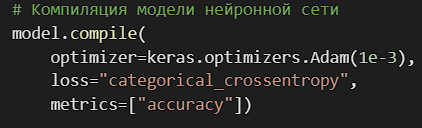 # Компиляция модели нейронной сети
model.compile(
    optimizer=keras.optimizers.Adam(1e-3),
    loss="categorical_crossentropy",
    metrics=["accuracy"])